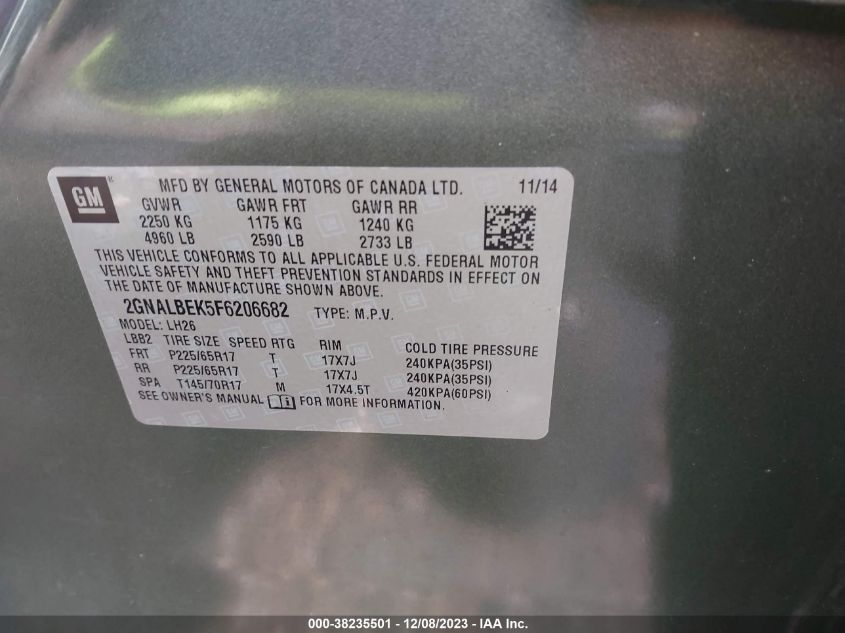 GM ® MFD BY GENERAL MOTORS OF CANADA LTD. 11/14
GVWR GAWR FRT GAWR RR
2250 KG 1175 KG 1240 KG
4960 LB 2590 LB 2733 LB
THIS VEHICLE CONFORMS TO ALL APPLICABLE U.S. FEDERAL MOTOR
VEHICLE SAFETY AND THEFT PREVENTION STANDARDS IN EFFECT ON
THE DATE OF MANUFACTURE SHOWN ABOVE.
2GNALBEK5F6206682 TYPE: M.P.V.
MODEL: LH26
LBB2 TIRE SIZE SPEED RTG RIM COLD TIRE PRESSURE
FRT P225/65R17 T 17X7J 240KPA(35PSI)
RR P225/65R17 T 17X7J 240KPA(35PSI)
SPA T145/70R17 M 17X4.5T 420KPA(60PSI)
SEE OWNER'S MANUAL FOR MORE INFORMATION.
000-38235501 - 12/08/2023 - IAA Inc.